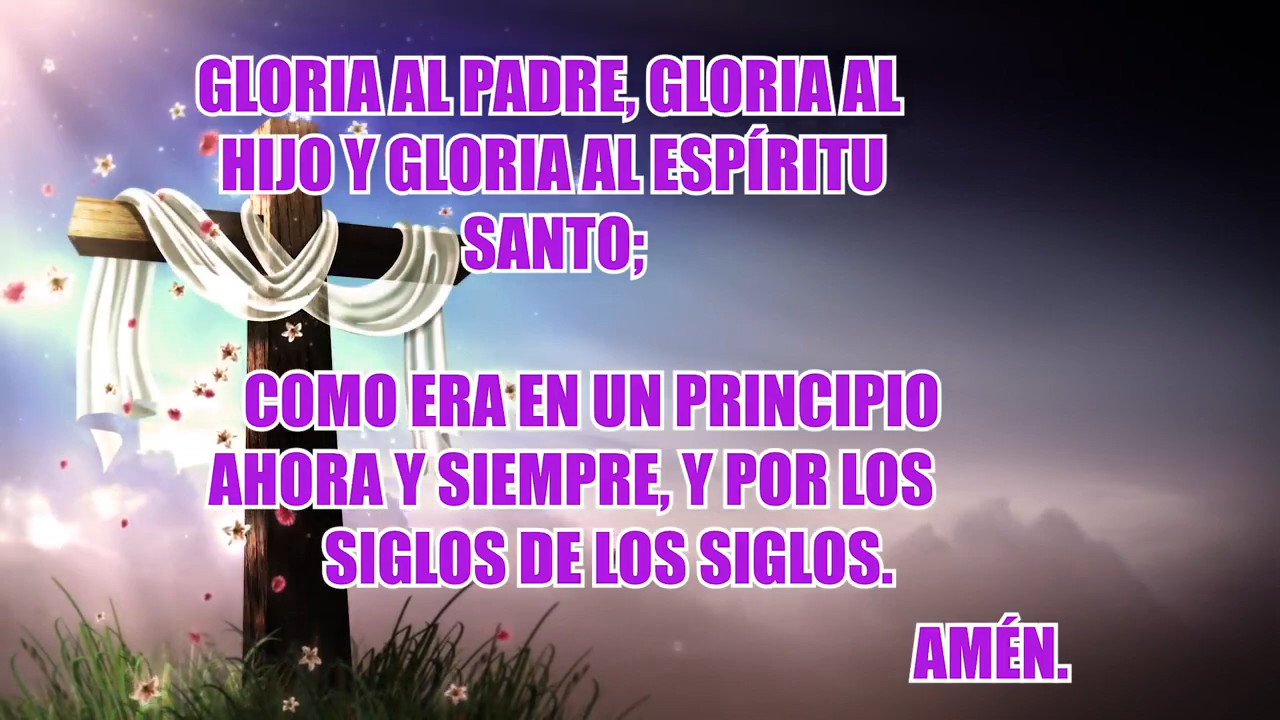 GLORIA AL PADRE, GLORIA AL
HIJO Y GLORIA AL ESPÍRITU
SANTO;
COMO ERA EN UN PRINCIPIO
AHORA Y SIEMPRE, Y POR LOS
SIGLOS DE LOS SIGLOS.
AMÉN.